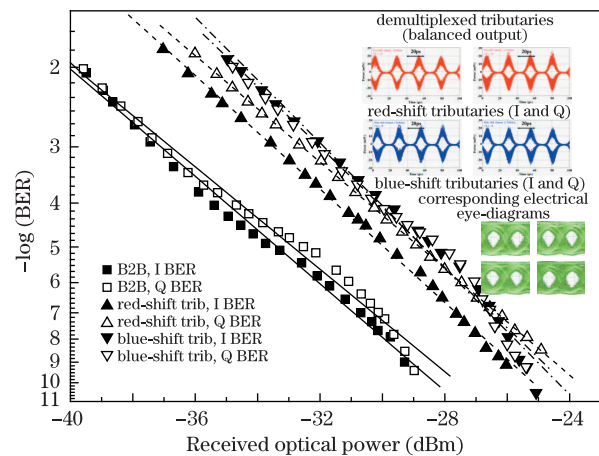 demultiplexed tributaries
(balanced output)
20ps
20ps
red-shift tributaries (I and Q)
20ps
20ps
blue-shift tributaries (I and Q)
corresponding electrical
eye-diagrams
B2B, I BER
B2B, Q BER
red-shift trib, I BER
red-shift trib, Q BER
blue-shift trib, I BER
blue-shift trib, Q BER
-log (BER)
2
3
4
5
6
7
8
9
10
11
−40
−36
−32
−28
−24
Received optical power (dBm)